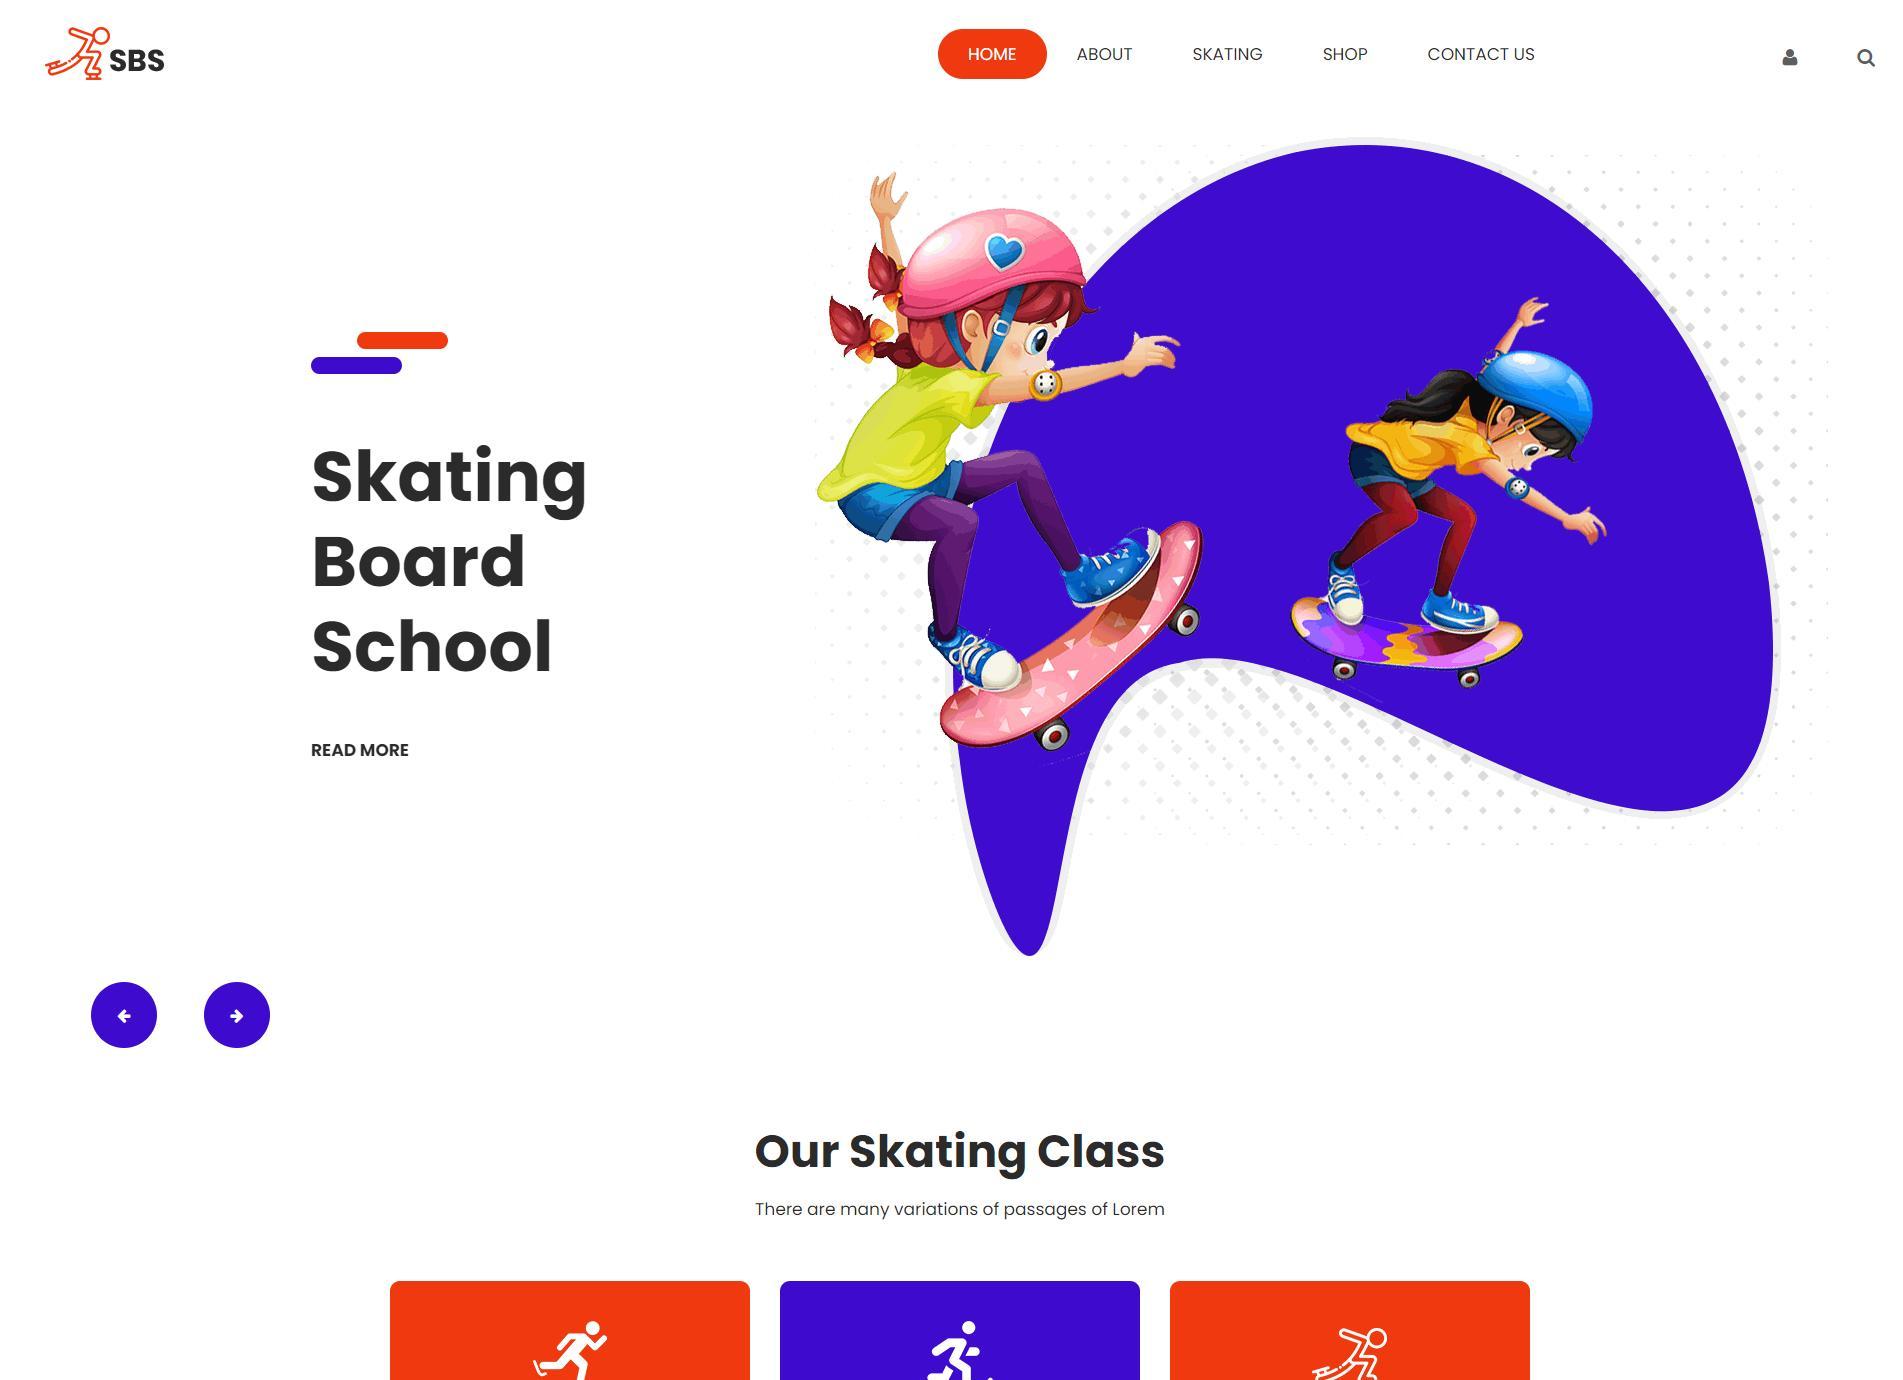 SBS
HOME
ABOUT
SKATING
SHOP
CONTACT US
Skating
Board
School
READ MORE
Our Skating Class
There are many variations of passages of Lorem